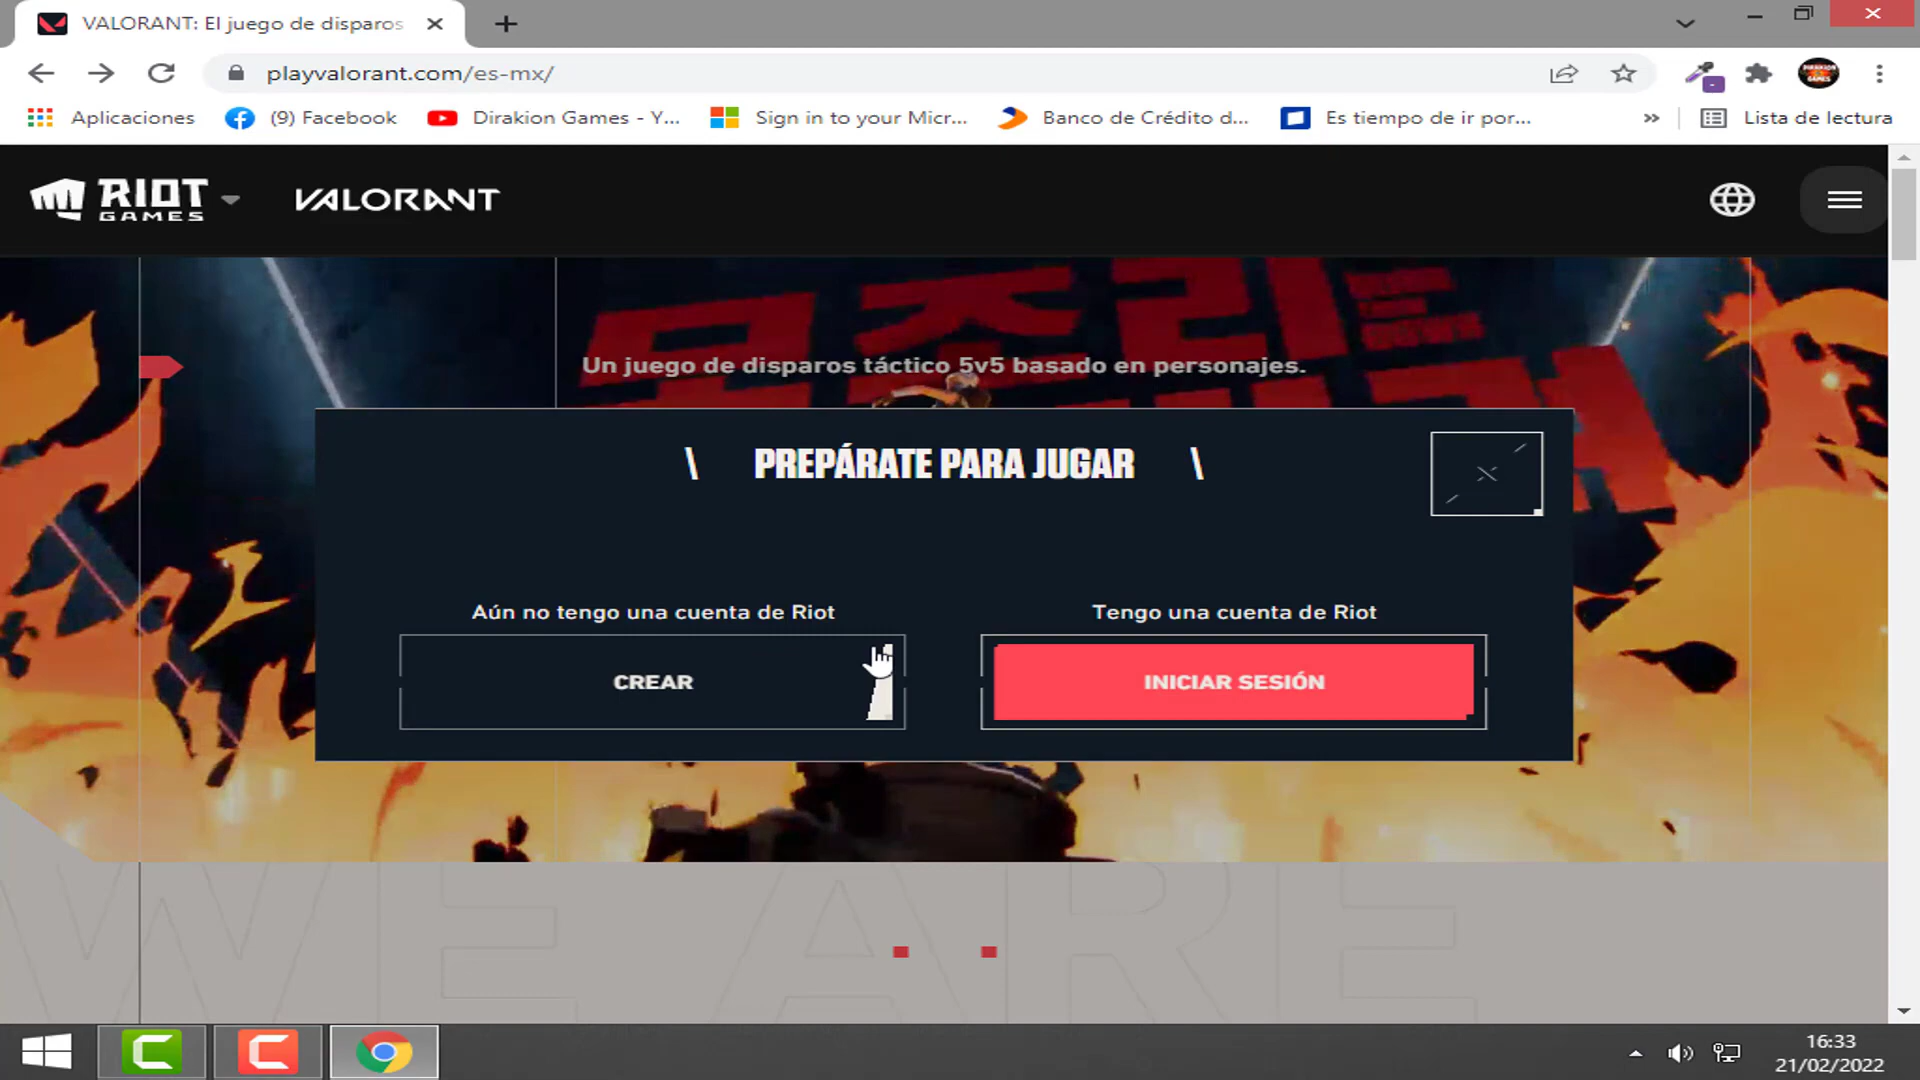 VALORANT: El juego de disparos
playvalorant.com/es-mx/
Aplicaciones
(9) Facebook
Dirakion Games - Y...
Sign in to your Micr...
Banco de Crédito d...
Es tiempo de ir por...
»
Lista de lectura
RIOT GAMES
VALORANT
Un juego de disparos táctico 5v5 basado en personajes.
\ PREPÁRATE PARA JUGAR \
Aún no tengo una cuenta de Riot
Tengo una cuenta de Riot
CREAR
INICIAR SESIÓN
WE ARE
16:33
21/02/2022